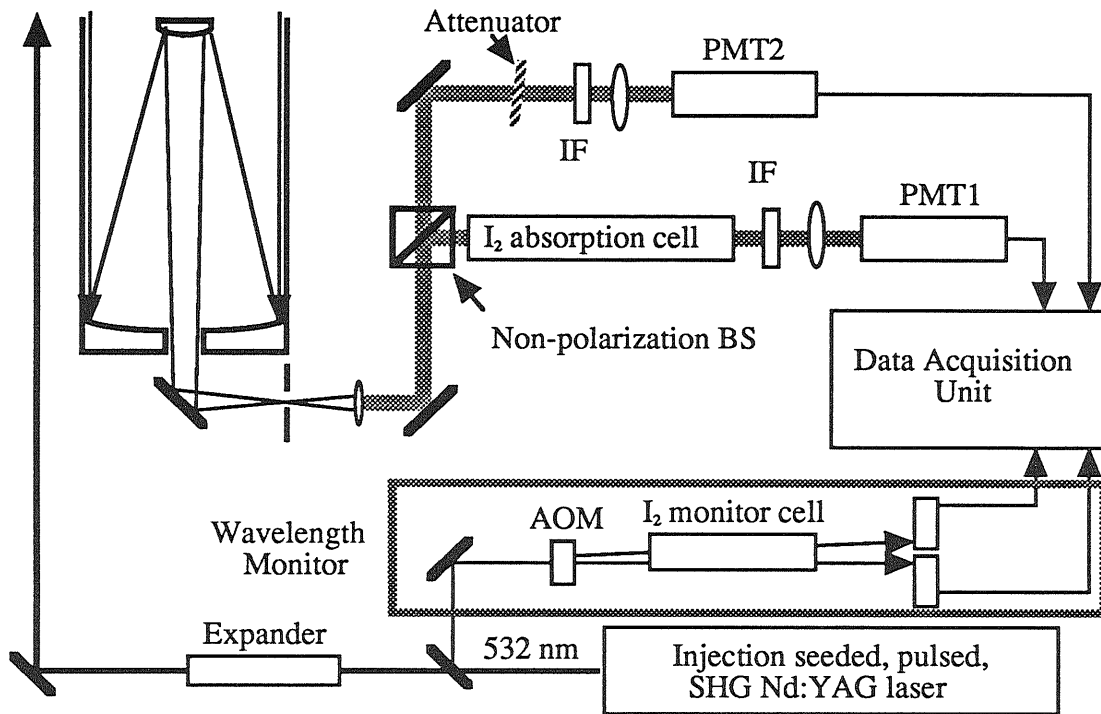 Attenuator
PMT2
IF
IF
PMT1
I₂ absorption cell
Non-polarization BS
Data Acquisition
Unit
Wavelength
Monitor
AOM
I₂ monitor cell
Expander
532 nm
Injection seeded, pulsed,
SHG Nd:YAG laser